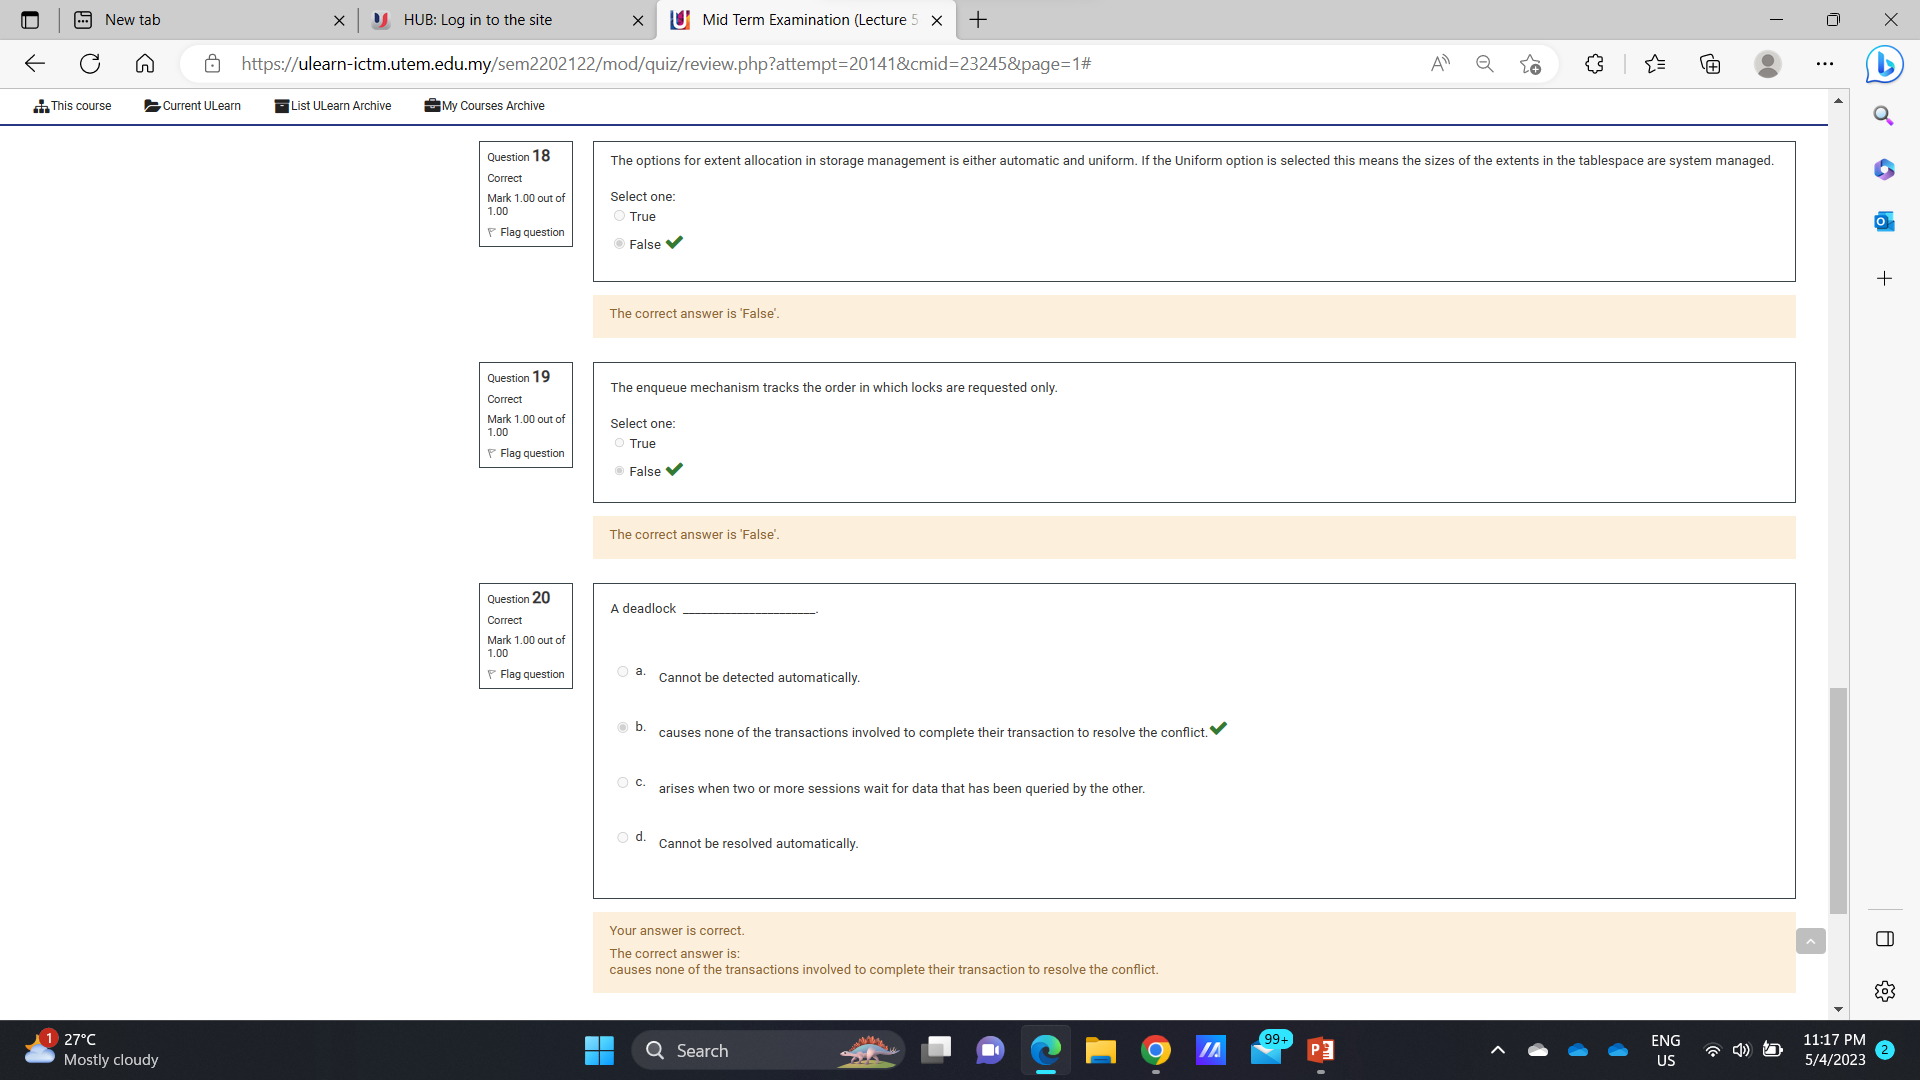 New tab
HUB: Log in to the site
Mid Term Examination (Lecture 5
https://ulearn-ictm.utem.edu.my/sem2202122/mod/quiz/review.php?attempt=20141&cmid=23245&page=1#
This course
Current ULearn
List ULearn Archive
My Courses Archive
Question 18
Correct
Mark 1.00 out of
1.00
Flag question
The options for extent allocation in storage management is either automatic and uniform. If the Uniform option is selected this means the sizes of the extents in the tablespace are system managed.
Select one:
True
False
The correct answer is 'False'.
Question 19
Correct
Mark 1.00 out of
1.00
Flag question
The enqueue mechanism tracks the order in which locks are requested only.
Select one:
True
False
The correct answer is 'False'.
Question 20
Correct
Mark 1.00 out of
1.00
Flag question
A deadlock ____________________.
a. Cannot be detected automatically.
b. causes none of the transactions involved to complete their transaction to resolve the conflict.
c. arises when two or more sessions wait for data that has been queried by the other.
d. Cannot be resolved automatically.
Your answer is correct.
The correct answer is:
causes none of the transactions involved to complete their transaction to resolve the conflict.
1
27°C
Mostly cloudy
Search
99+
ENG
US
11:17 PM
5/4/2023
2